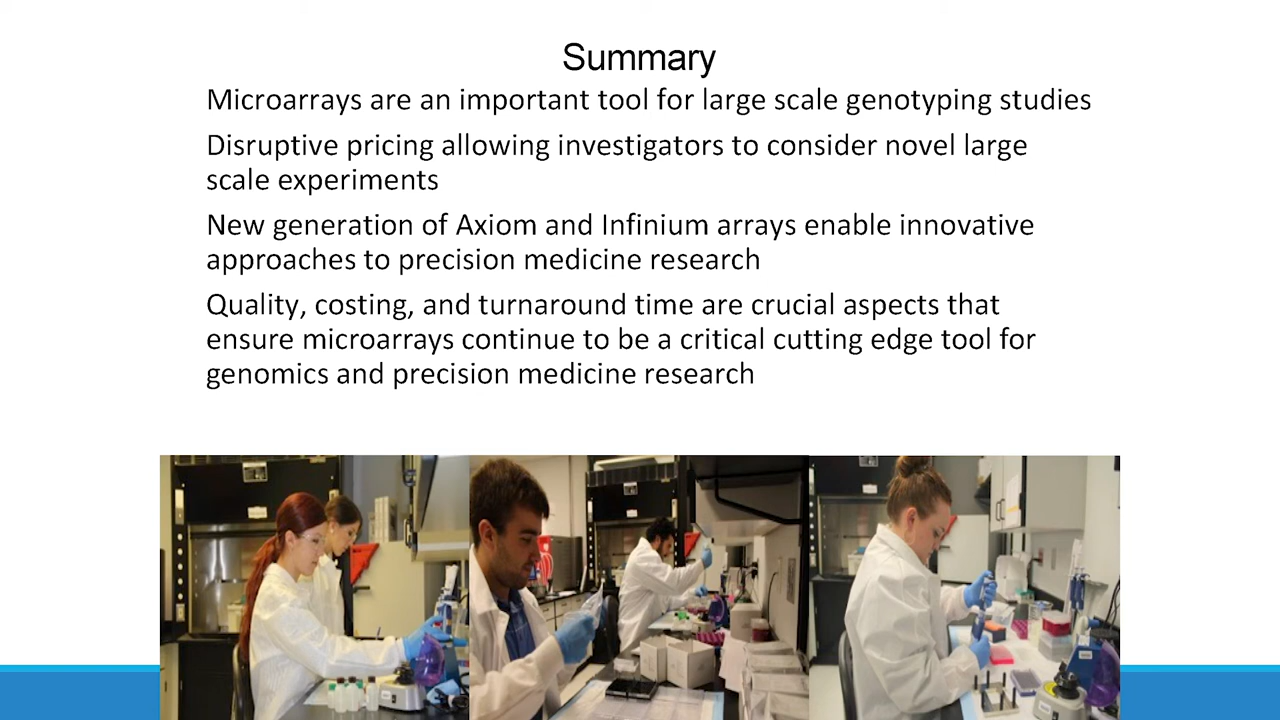 Summary
Microarrays are an important tool for large scale genotyping studies
Disruptive pricing allowing investigators to consider novel large
scale experiments
New generation of Axiom and Infinium arrays enable innovative
approaches to precision medicine research
Quality, costing, and turnaround time are crucial aspects that
ensure microarrays continue to be a critical cutting edge tool for
genomics and precision medicine research